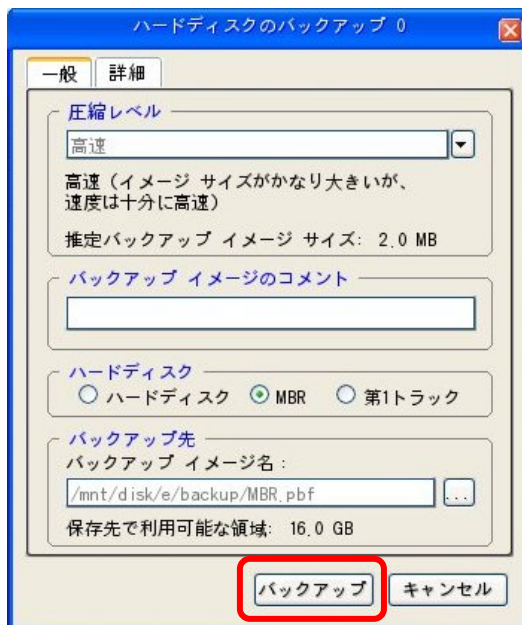 ハードディスクのバックアップ 0
一般 詳細
圧縮レベル
高速
高速（イメージ サイズがかなり大きいが、
速度は十分に高速）
推定バックアップ イメージ サイズ: 2.0 MB
バックアップ イメージのコメント
ハードディスク
ハードディスク MBR 第1トラック
バックアップ先
バックアップ イメージ名:
/mnt/disk/e/backup/MBR.pbf ...
保存先で利用可能な領域: 16.0 GB
バックアップ キャンセル